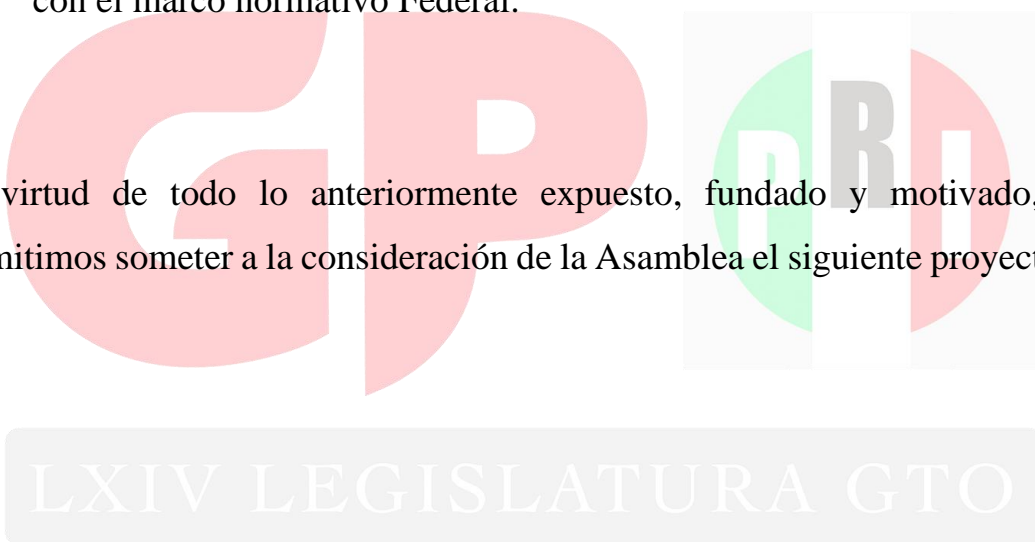 con el marco normativo Federal.
virtud de todo lo anteriormente expuesto, fundado y motivado,
mitimos someter a la consideración de la Asamblea el siguiente proyect
GP
PRI
LXIV LEGISLATURA GTO